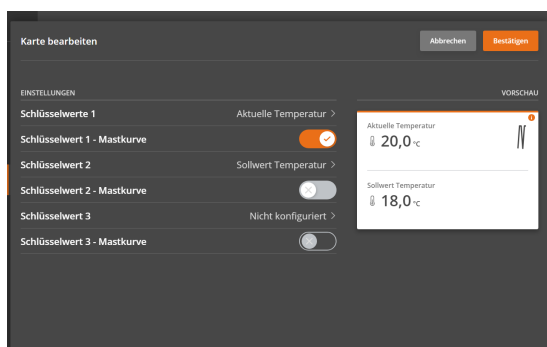 Karte bearbeiten
Abbrechen
Bestätigen
EINSTELLUNGEN
VORSCHAU
Schlüsselwerte 1
Aktuelle Temperatur >
Schlüsselwert 1 - Mastkurve
Schlüsselwert 2
Sollwert Temperatur >
Schlüsselwert 2 - Mastkurve
Schlüsselwert 3
Nicht konfiguriert >
Schlüsselwert 3 - Mastkurve
Aktuelle Temperatur
20,0 °C
Sollwert Temperatur
18,0 °C